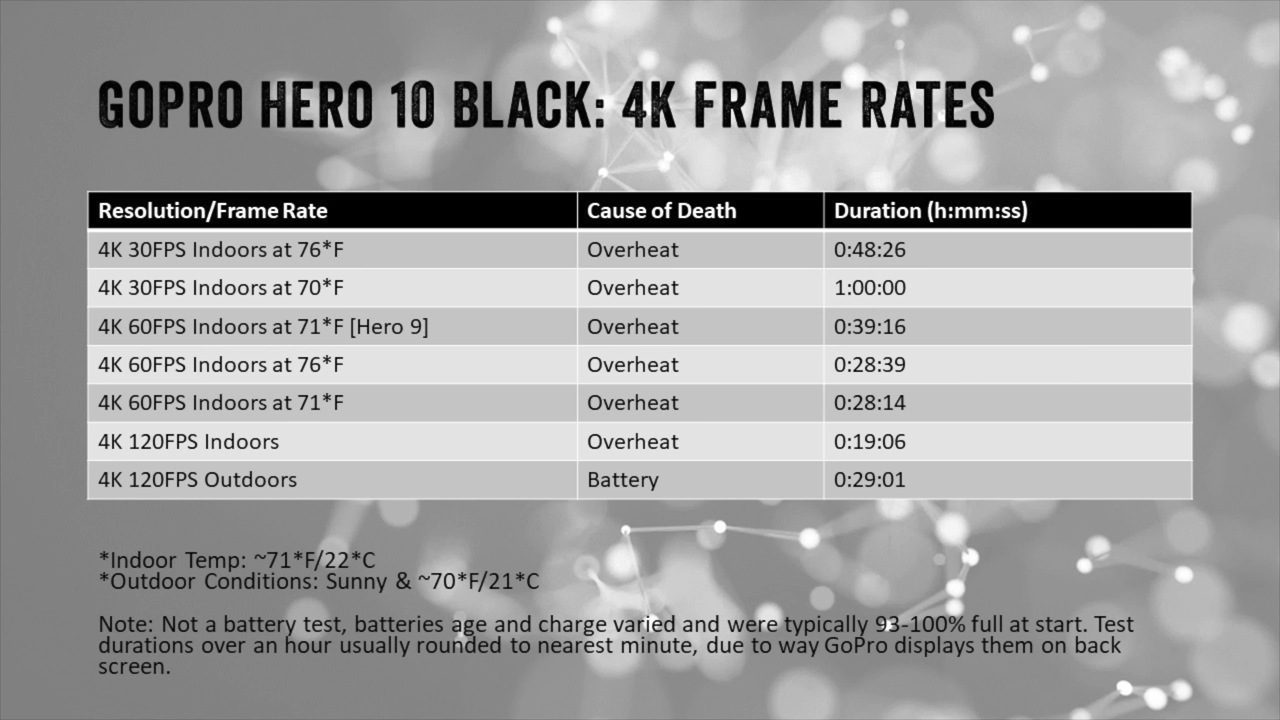 GOPRO HERO 10 BLACK: 4K FRAME RATES
Resolution/Frame Rate Cause of Death Duration (h:mm:ss)
4K 30FPS Indoors at 76*F Overheat 0:48:26
4K 30FPS Indoors at 70*F Overheat 1:00:00
4K 60FPS Indoors at 71*F [Hero 9] Overheat 0:39:16
4K 60FPS Indoors at 76*F Overheat 0:28:39
4K 60FPS Indoors at 71*F Overheat 0:28:14
4K 120FPS Indoors Overheat 0:19:06
4K 120FPS Outdoors Battery 0:29:01
*Indoor Temp: ~71*F/22*C
*Outdoor Conditions: Sunny & ~70*F/21*C
Note: Not a battery test, batteries age and charge varied and were typically 93-100% full at start. Test
durations over an hour usually rounded to nearest minute, due to way GoPro displays them on back
screen.